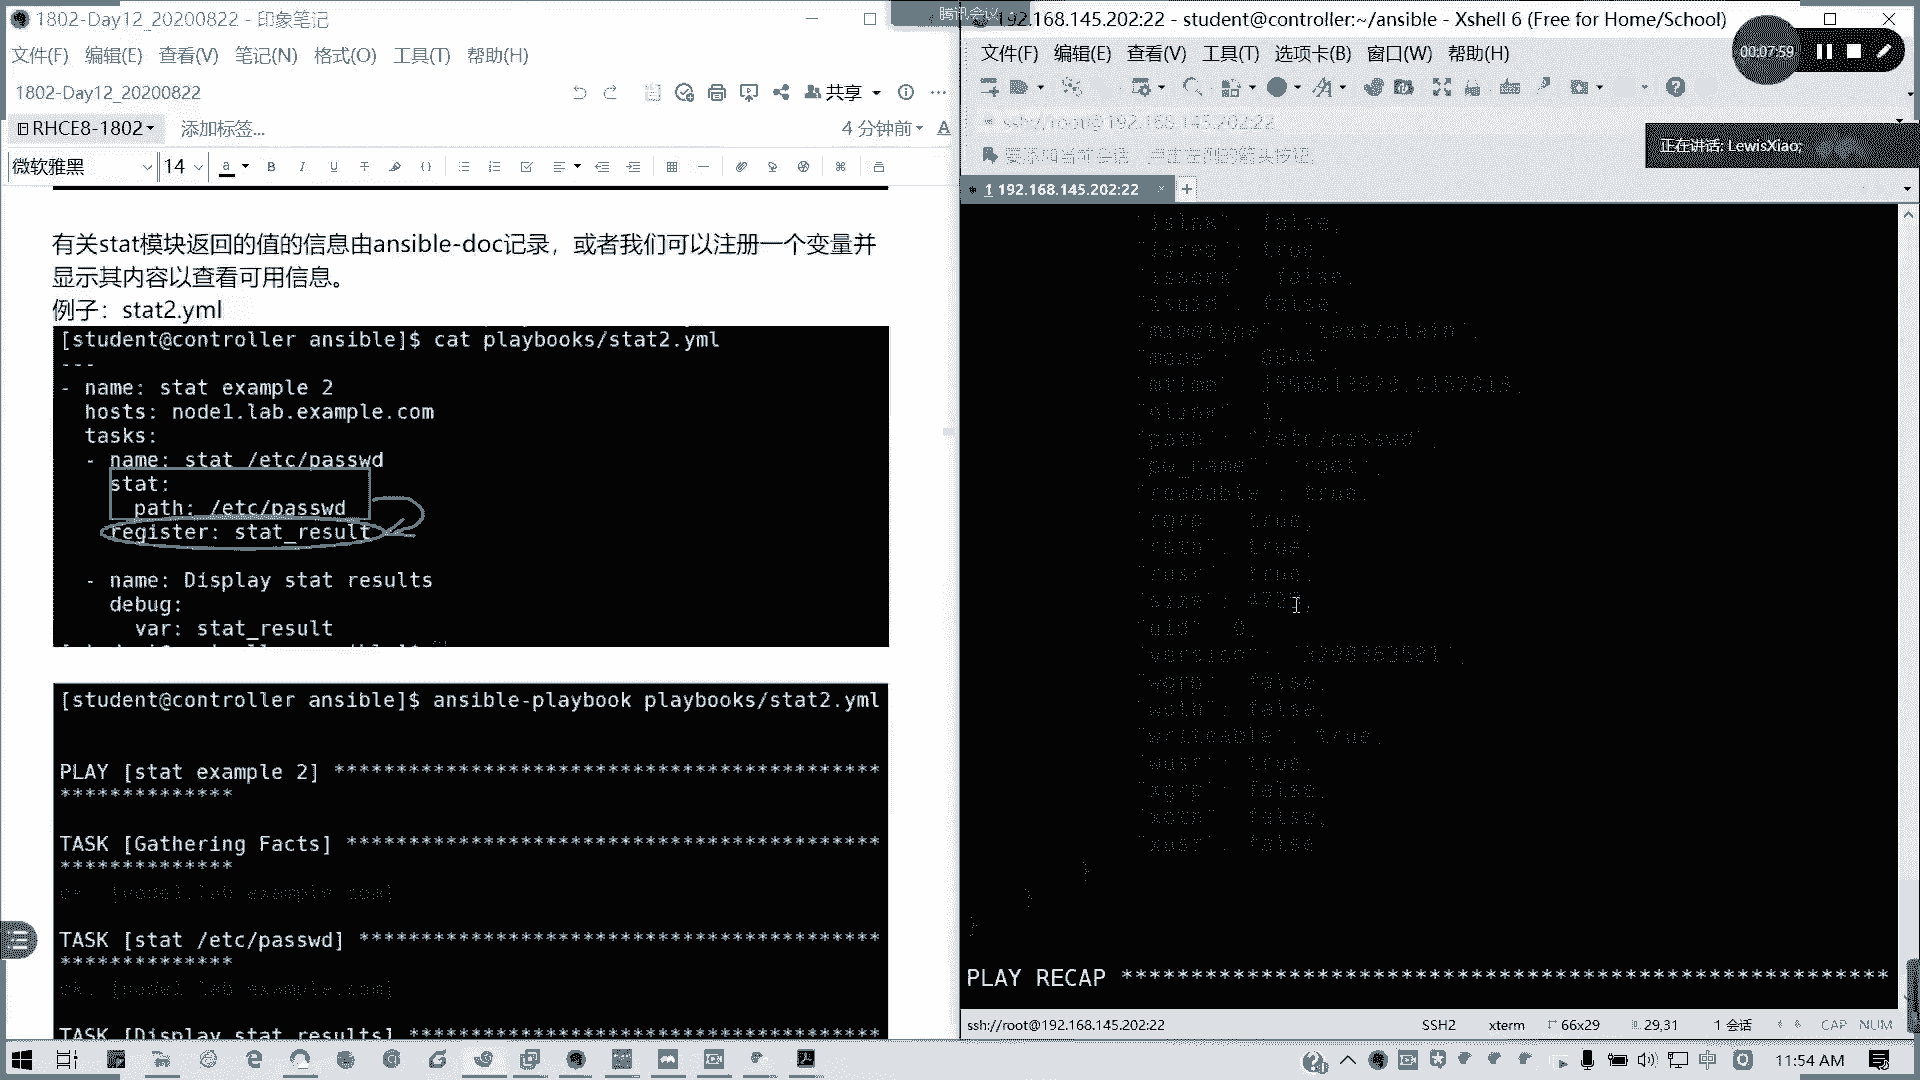 1802-Day12_20200822 - 印象笔记
文件(F) 编辑(E) 查看(V) 笔记(N) 格式(O) 工具(T) 帮助(H)
1802-Day12_20200822
共享
RHCE8-1802
添加标签...
4 分钟前
微软雅黑
14
有关stat模块返回的值的信息由ansible-doc记录，或者我们可以注册一个变量并
显示其内容以查看可用信息。
例子：stat2.yml
[student@controller ansible]$ cat playbooks/stat2.yml
---
- name: stat example 2
hosts: node1.lab.example.com
tasks:
- name: stat /etc/passwd
stat:
path: /etc/passwd
register: stat_result
- name: Display stat results
debug:
var: stat_result
[student@controller ansible]$ ansible-playbook playbooks/stat2.yml
PLAY [stat example 2] *******************************************
**************
TASK [Gathering Facts] ******************************************
**************
ok: [node1.lab.example.com]
TASK [stat /etc/passwd] *****************************************
**************
ok: [node1.lab.example.com]
TASK [Display stat results] *************************************
腾讯会议
192.168.145.202:22 - student@controller:~/ansible - Xshell 6 (Free for Home/School)
文件(F) 编辑(E) 查看(V) 工具(T) 选项卡(B) 窗口(W) 帮助(H)
00:07:59
ssh://root@192.168.145.202:22
要添加当前会话，点击左侧的箭头按钮。
正在讲话: LewisXiao;
1 192.168.145.202:22
"islnk": false,
"isreg": true,
"issock": false,
"isuid": false,
"mimetype": "text/plain",
"mode": "0644",
"nlink": 1,
"path": "/etc/passwd",
"pw_name": "root",
"readable": true,
"rgrp": true,
"roth": true,
"rusr": true,
"size":
"uid": 0,
"version":
"wgrp": false,
"woth": false,
"writeable": true,
"wusr": true,
"xgrp": false,
"xoth": false,
"xusr": false
}
}
}
PLAY RECAP *******************************************************
ssh://root@192.168.145.202:22
SSH2
xterm
66x29
29,31
1 会话
CAP
NUM
中
11:54 AM